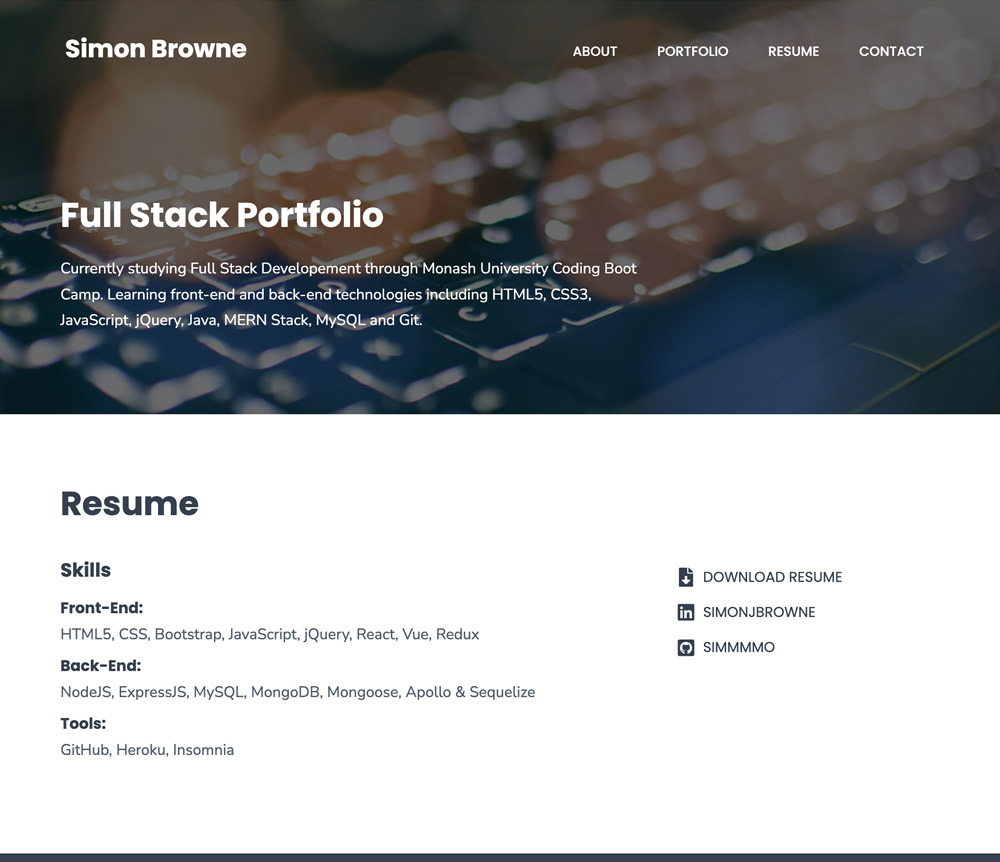 Simon Browne
ABOUT PORTFOLIO RESUME CONTACT
Full Stack Portfolio
Currently studying Full Stack Developement through Monash University Coding Boot
Camp. Learning front-end and back-end technologies including HTML5, CSS3,
JavaScript, jQuery, Java, MERN Stack, MySQL and Git.
Resume
Skills
Front-End:
HTML5, CSS, Bootstrap, JavaScript, jQuery, React, Vue, Redux
Back-End:
NodeJS, ExpressJS, MySQL, MongoDB, Mongoose, Apollo & Sequelize
Tools:
GitHub, Heroku, Insomnia
DOWNLOAD RESUME
SIMONJBROWNE
SIMMMMO